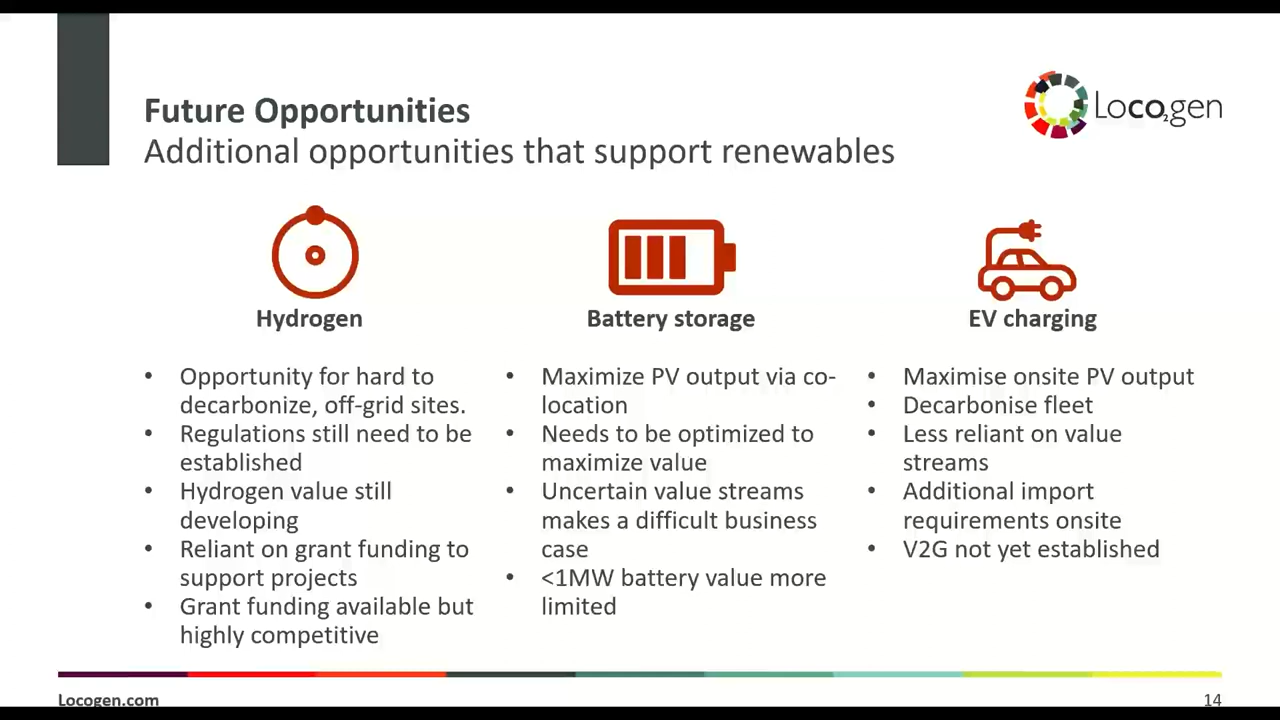 Future Opportunities
Additional opportunities that support renewables
Loco₂gen
Hydrogen
• Opportunity for hard to
decarbonize, off-grid sites.
• Regulations still need to be
established
• Hydrogen value still
developing
• Reliant on grant funding to
support projects
• Grant funding available but
highly competitive
Battery storage
• Maximize PV output via co-
location
• Needs to be optimized to
maximize value
• Uncertain value streams
makes a difficult business
case
• <1MW battery value more
limited
EV charging
• Maximise onsite PV output
• Decarbonise fleet
• Less reliant on value
streams
• Additional import
requirements onsite
• V2G not yet established
Locogen.com
14